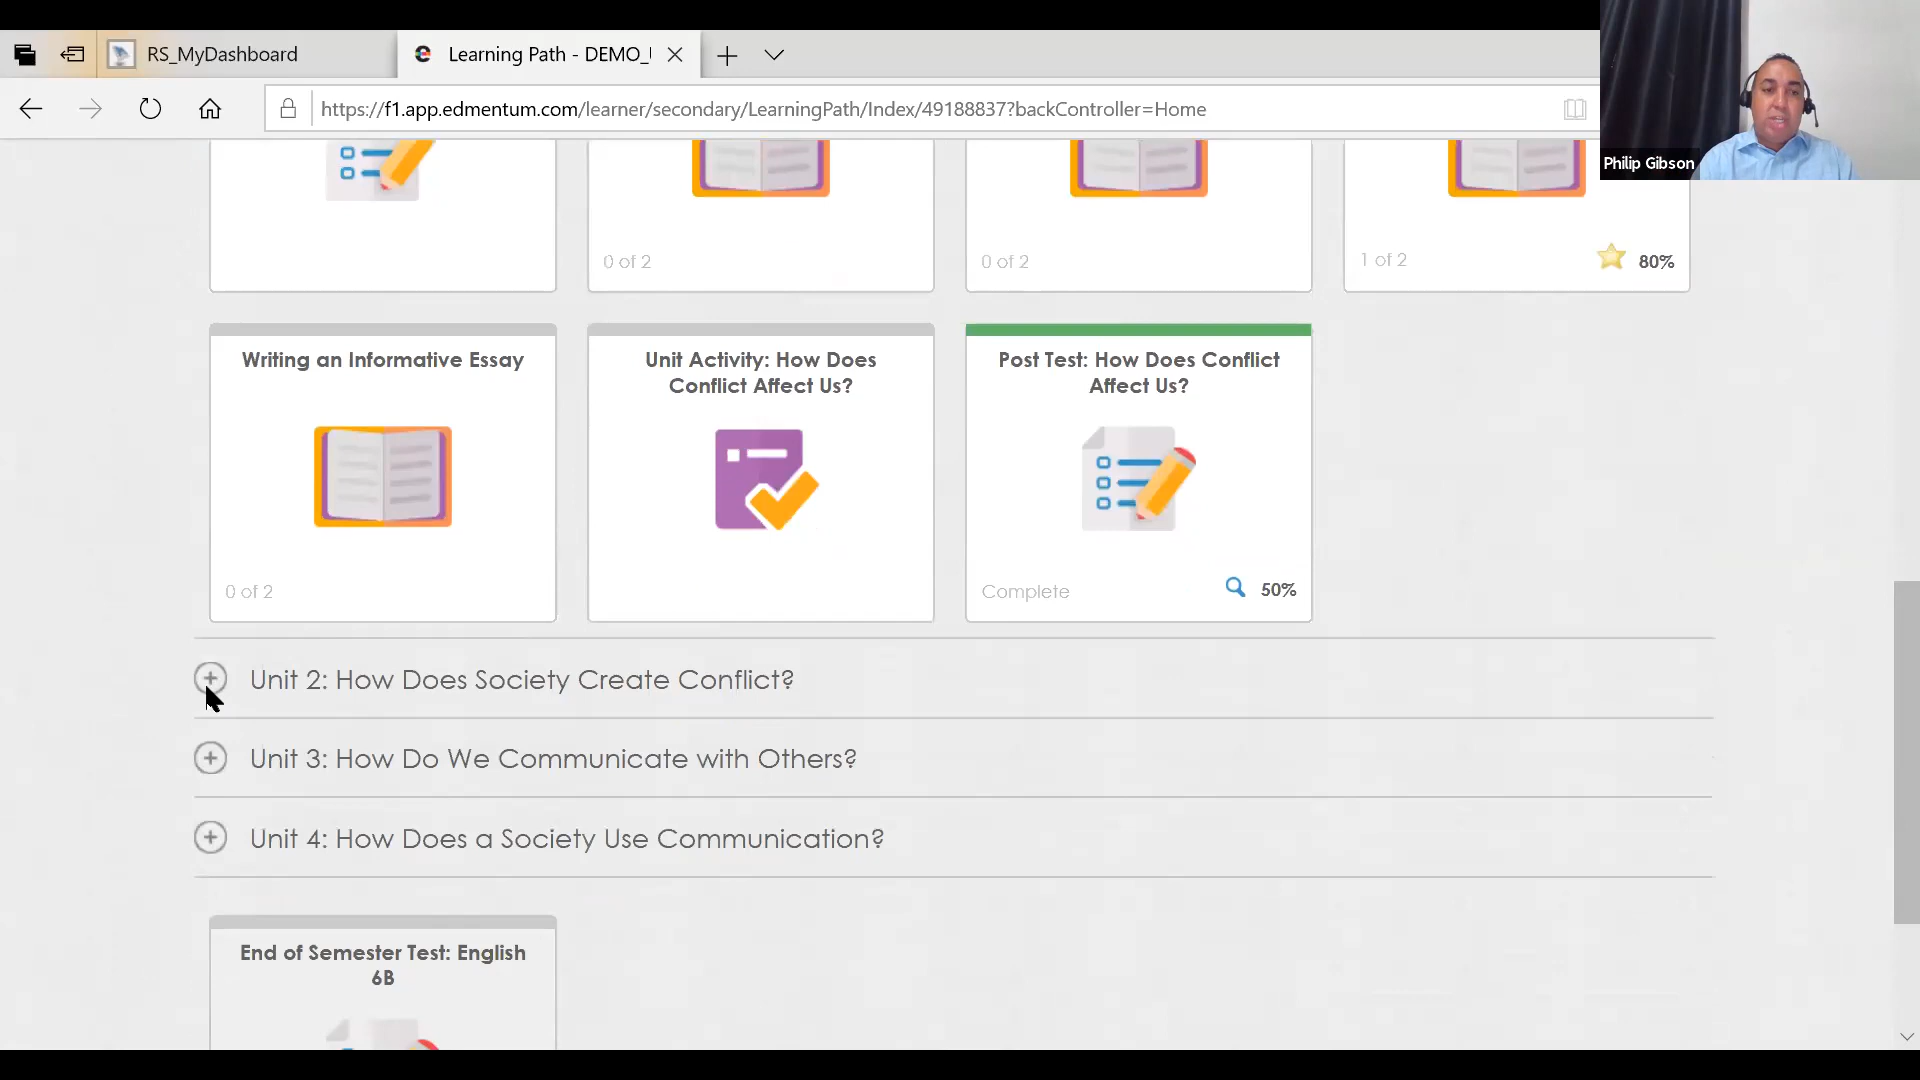 RS_MyDashboard
Learning Path - DEMO_
https://f1.app.edmentum.com/learner/secondary/LearningPath/Index/49188837?backController=Home
Philip Gibson
0 of 2
0 of 2
1 of 2
80%
Writing an Informative Essay
0 of 2
Unit Activity: How Does
Conflict Affect Us?
Post Test: How Does Conflict
Affect Us?
Complete
50%
Unit 2: How Does Society Create Conflict?
Unit 3: How Do We Communicate with Others?
Unit 4: How Does a Society Use Communication?
End of Semester Test: English
6B